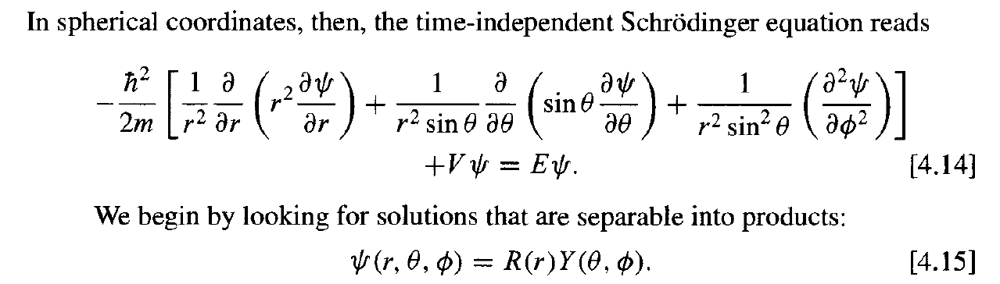 In spherical coordinates, then, the time-independent Schrödinger equation reads
$-\frac{\hbar^2}{2m}\left[\frac{1}{r^2}\frac{\partial}{\partial r}\left(r^2\frac{\partial\psi}{\partial r}\right)+\frac{1}{r^2\sin\theta}\frac{\partial}{\partial\theta}\left(\sin\theta\frac{\partial\psi}{\partial\theta}\right)+\frac{1}{r^2\sin^2\theta}\left(\frac{\partial^2\psi}{\partial\phi^2}\right)\right]$
$+V\psi = E\psi.$ [4.14]
We begin by looking for solutions that are separable into products:
$\psi(r, \theta, \phi) = R(r)Y(\theta, \phi).$ [4.15]